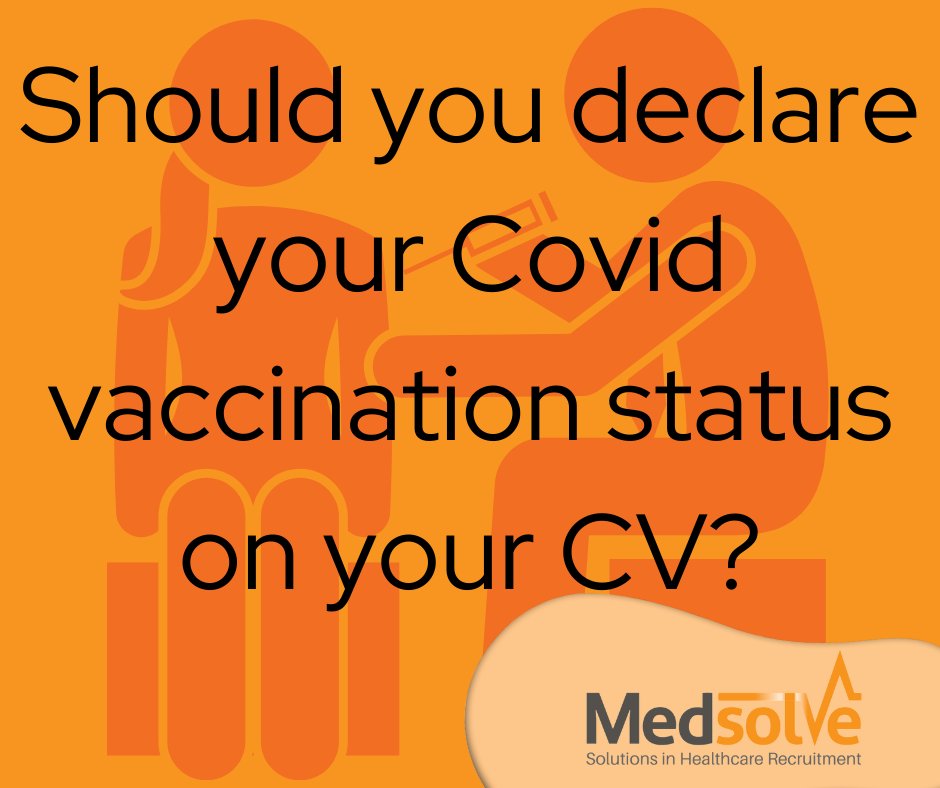 Should you declare
your Covid
vaccination status
on your CV?
Medsolve
Solutions in Healthcare Recruitment